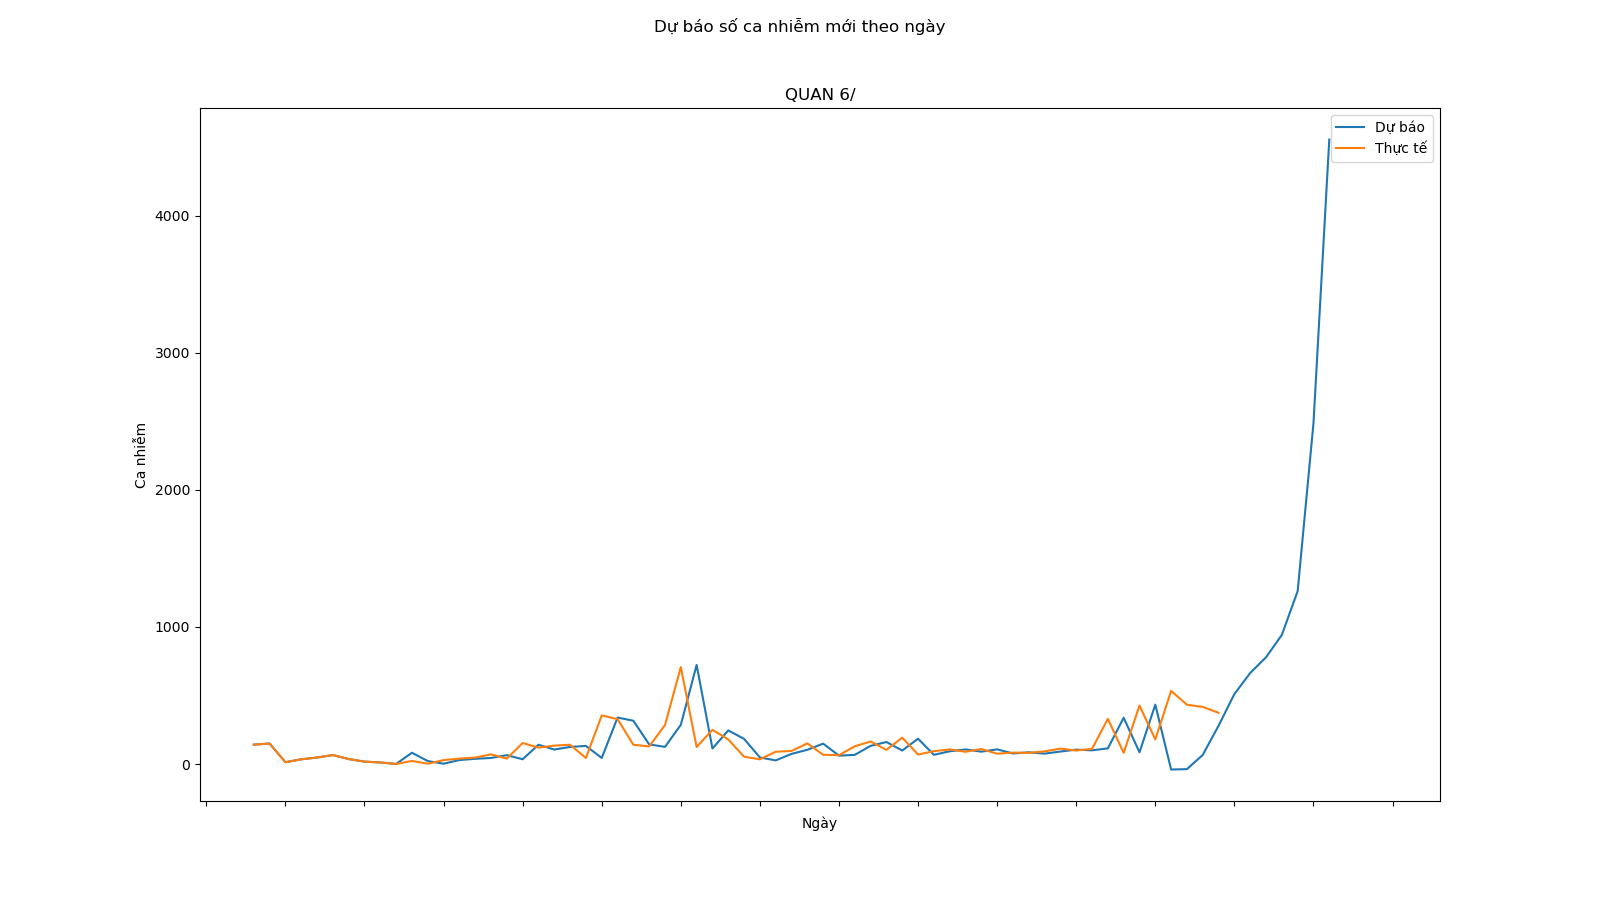 Dự báo số ca nhiễm mới theo ngày
QUAN 6/
Dự báo
Thực tế
4000
3000
2000
1000
0
Ca nhiễm
Ngày